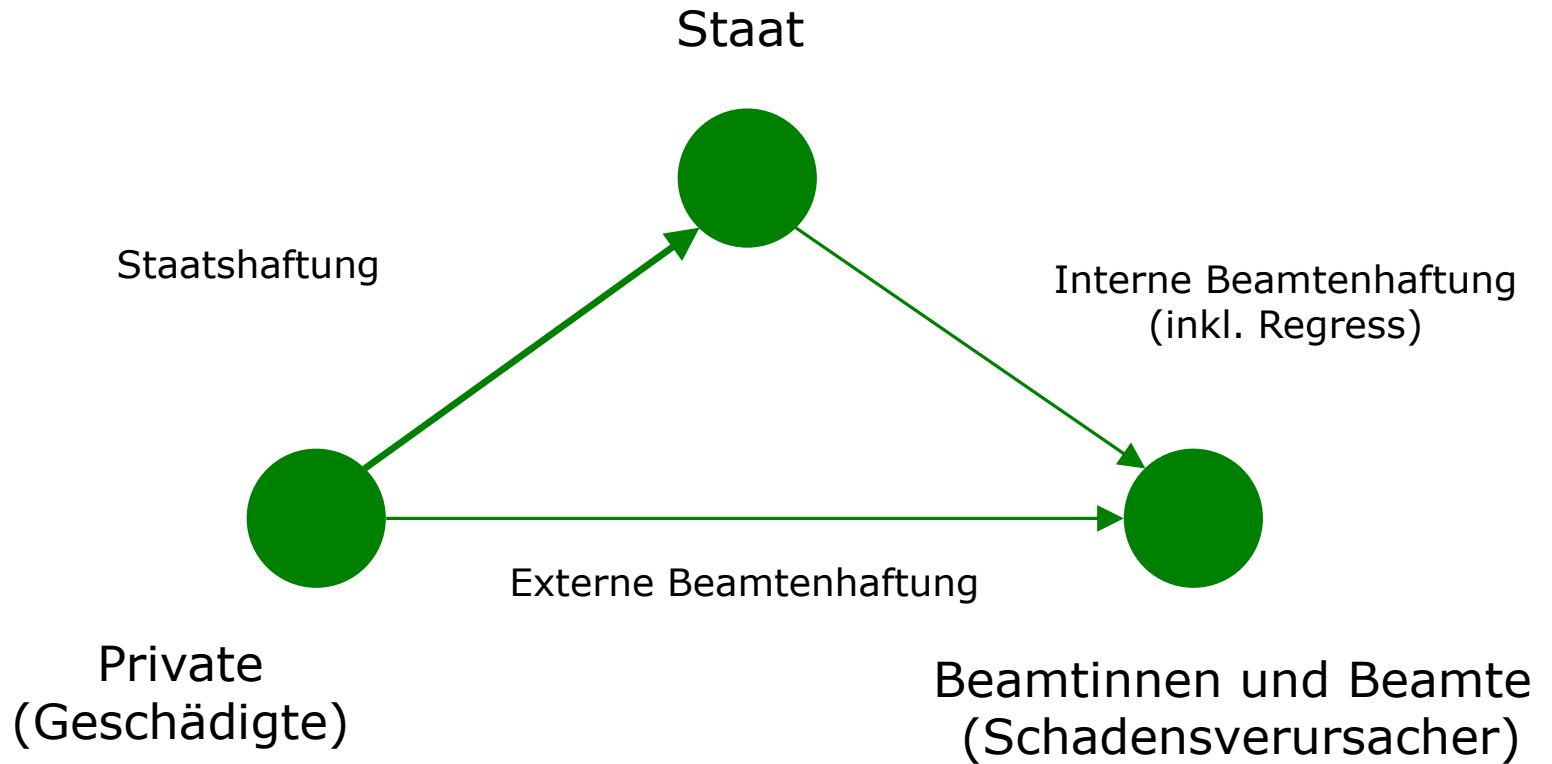 Staat
Staatshaftung
Interne Beamtenhaftung
(inkl. Regress)
Externe Beamtenhaftung
Private
(Geschädigte)
Beamtinnen und Beamte
(Schadensverursacher)